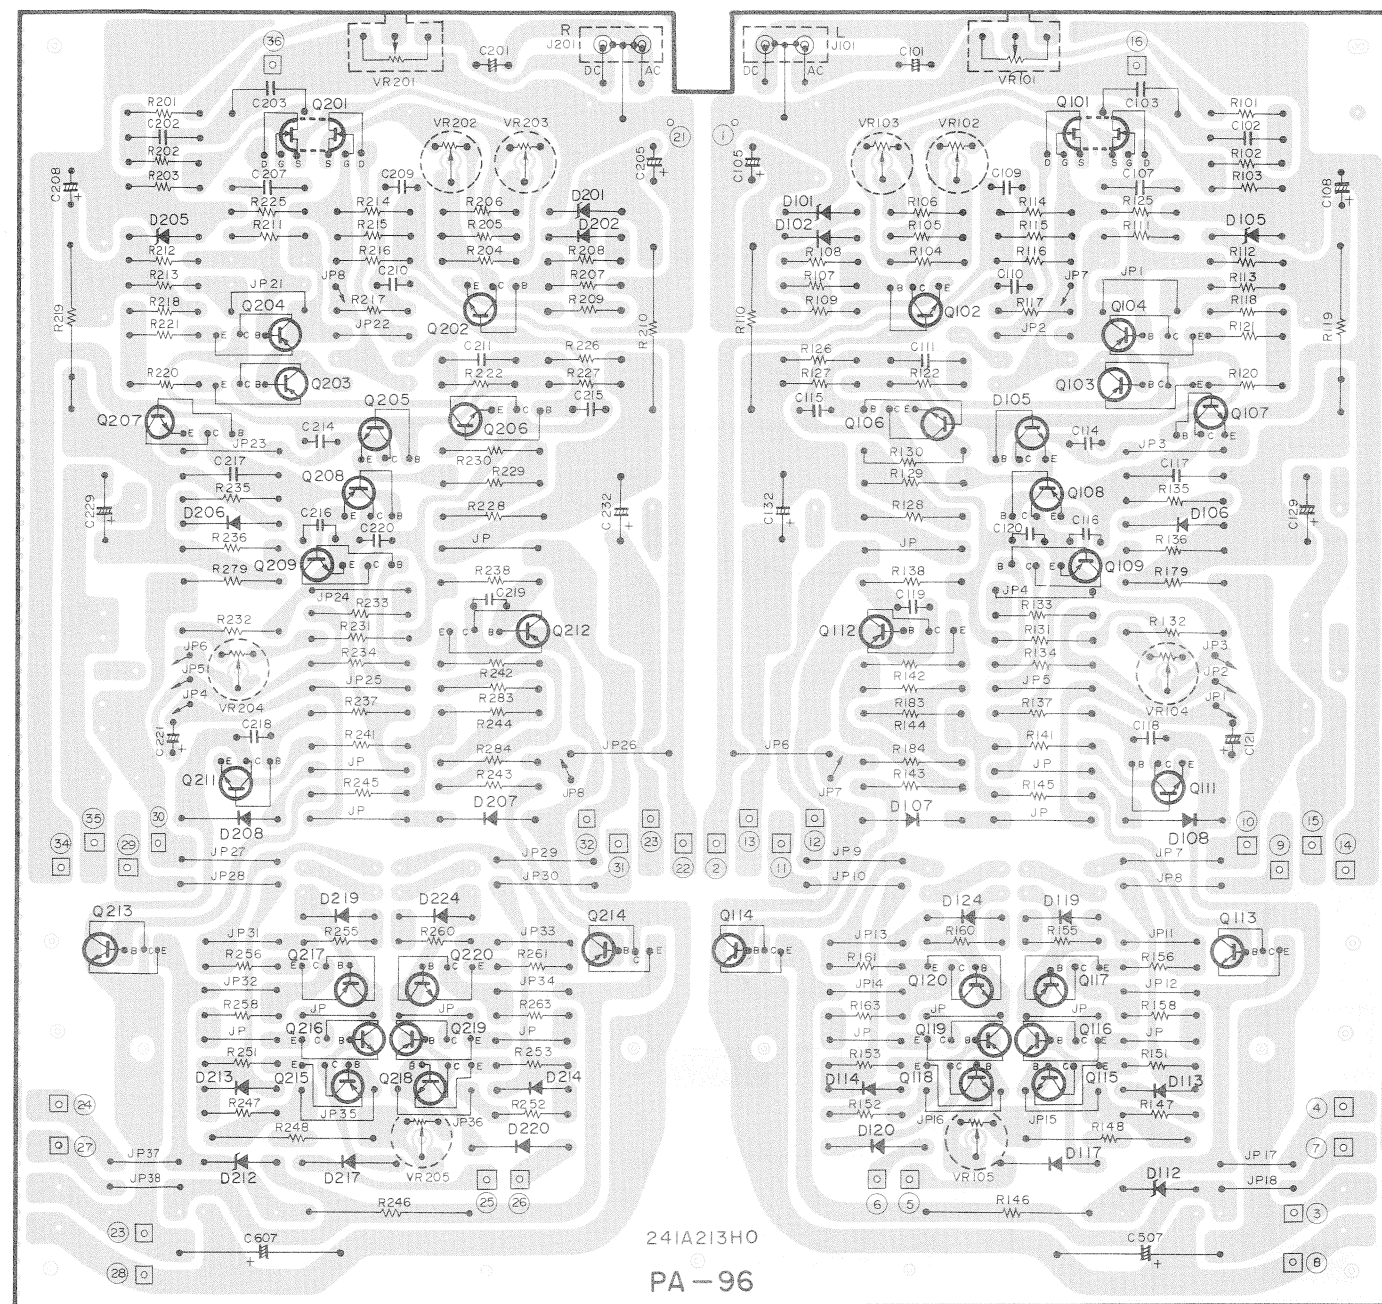 R L
36 C201 J201 J101 C101 16
VR201 DC AC DC AC VR101
R201 C203 Q201 VR202 VR203 VR103 VR102 Q101 C103 R101
C202 21 1 C102
R202 D G S S G D C205 C105 D G S S G D R102
R203 C207 C209 C109 C107 R103
C208 C108
R225 R214 R206 D201 D101 R106 R114 R125
D205 R211 R215 R205 D202 D102 R105 R115 R111 D105
R212 R216 R204 R208 R108 R104 R116 R112
R213 JP21 JP8 C210 R207 R107 C110 JP7 JP1 R113
R218 Q204 R217 E C B R209 R109 B C E R117 Q104 R118
R219 R221 E C B JP22 Q202 R210 R110 Q102 JP2 B C E R121 R119
C211 R226 R126 C111
R220 E C B Q203 R222 R227 R127 R122 Q103 B C E R120
Q207 Q205 C215 C115 D105 Q107
E C B C214 E C B Q206 Q106 B C E B C E C114 B C E
JP23 R230 R130 JP3
C217 Q208 R229 R129 C117
R235 E C B R228 R128 B C E Q108 R135
C229 D206 C216 C220 C232 C132 C120 C116 D106 C129
R236 JP JP R136
R279 Q209 E C B R238 R138 B C E Q109 R179
JP24 C219 C119 JP4
R233 R133
R232 R231 E C B Q212 Q112 B C E R131 R132
JP6 R234 R134 JP3
JP51 JP25 R242 R142 JP5 JP2
JP4 VR204 R237 R283 R183 R137 VR104 JP1
R244 R144
C221 C218 R241 R284 JP26 JP6 R184 R141 C118 C121
Q211 E C B JP R243 JP8 JP7 R143 JP B C E Q111
R245 R145
35 30 D208 JP D207 32 23 13 12 D107 JP D108 10 15
34 29 31 22 2 11 9 14
JP27 JP29 JP9 JP7
JP28 JP30 JP10 JP8
Q213 D219 D224 Q214 Q114 D124 D119 Q113
B C E JP31 R255 R260 JP33 B C E B C E JP13 R160 R155 JP11 B C E
R256 Q217 Q220 R261 R161 Q120 Q117 R156
JP32 E C B B C E JP34 JP14 E C B B C E JP12
R258 JP JP R263 R163 JP JP R158
JP Q216 E C B B C E Q219 JP JP Q119 E C B B C E Q116 JP
R251 R253 R153 R151
D213 Q215 Q218 D214 D114 Q118 Q115 D113
24 R247 JP35 JP36 R252 R152 JP16 JP15 R147 4
27 R248 D220 D120 R148 7
JP37 D212 D217 VR205 VR105 D117 D112 JP17
JP38 25 26 6 5 JP18
R246 R146
23 3
C607 241A213HO C507
28 8
PA-96